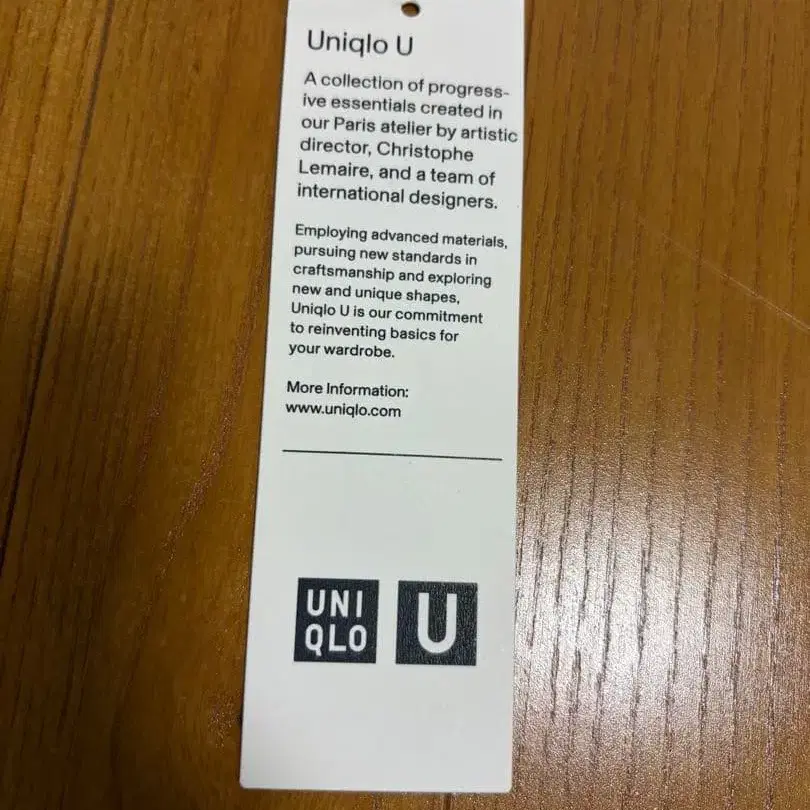 Uniqlo U
A collection of progress-
ive essentials created in
our Paris atelier by artistic
director, Christophe
Lemaire, and a team of
international designers.
Employing advanced materials,
pursuing new standards in
craftsmanship and exploring
new and unique shapes,
Uniqlo U is our commitment
to reinventing basics for
your wardrobe.
More Information:
www.uniqlo.com
UNI
QLO
U